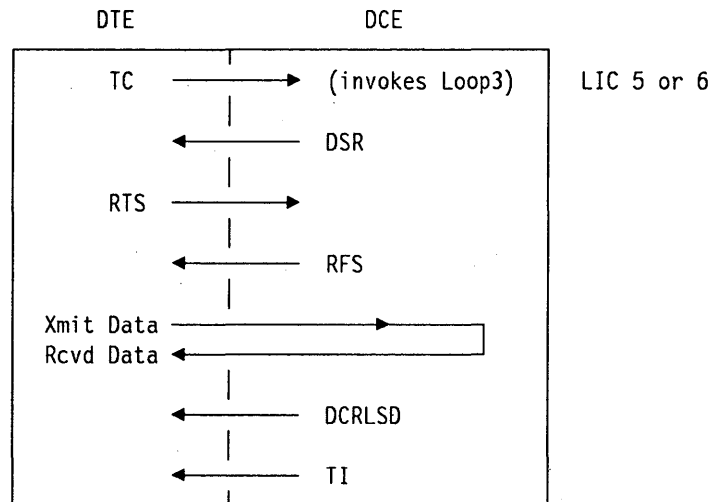 DTE DCE
TC (invokes Loop3) LIC 5 or 6
DSR
RTS
RFS
Xmit Data
Rcvd Data
DCRLSD
TI